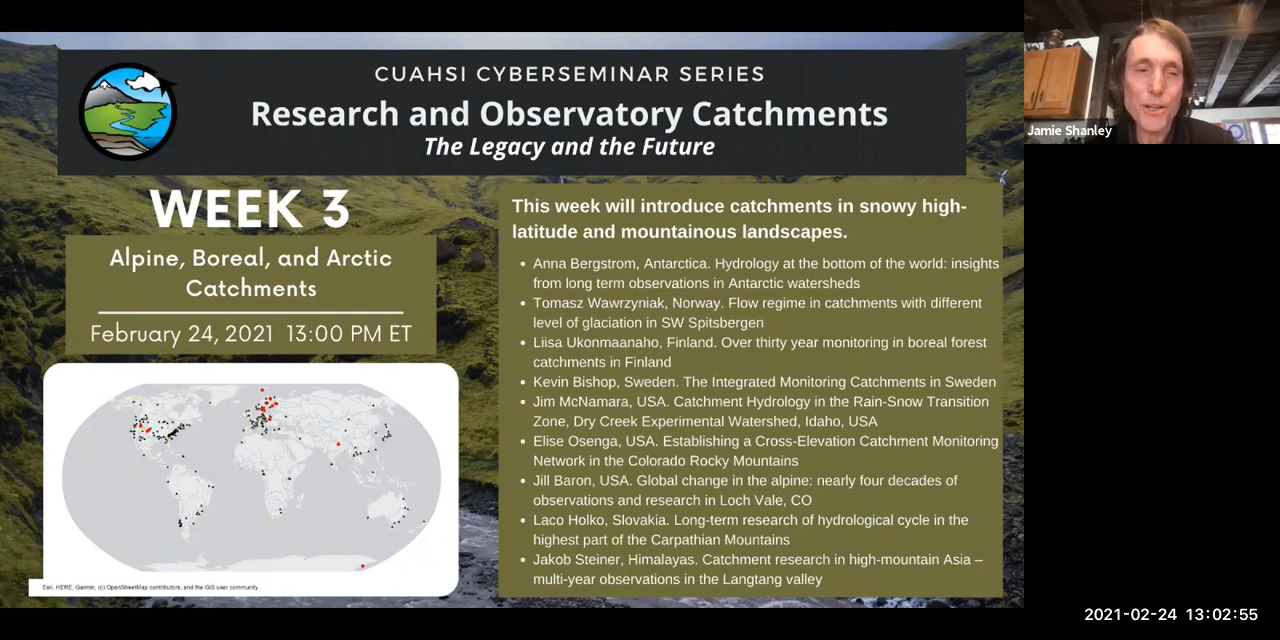 CUAHSI CYBERSEMINAR SERIES
Research and Observatory Catchments
The Legacy and the Future
WEEK 3
Alpine, Boreal, and Arctic
Catchments
February 24, 2021 13:00 PM ET
Esri, HERE, Garmin, (c) OpenStreetMap contributors, and the GIS user community
This week will introduce catchments in snowy high-
latitude and mountainous landscapes.
• Anna Bergstrom, Antarctica. Hydrology at the bottom of the world: insights
from long term observations in Antarctic watersheds
• Tomasz Wawrzyniak, Norway. Flow regime in catchments with different
level of glaciation in SW Spitsbergen
• Liisa Ukonmaanaho, Finland. Over thirty year monitoring in boreal forest
catchments in Finland
• Kevin Bishop, Sweden. The Integrated Monitoring Catchments in Sweden
• Jim McNamara, USA. Catchment Hydrology in the Rain-Snow Transition
Zone, Dry Creek Experimental Watershed, Idaho, USA
• Elise Osenga, USA. Establishing a Cross-Elevation Catchment Monitoring
Network in the Colorado Rocky Mountains
• Jill Baron, USA. Global change in the alpine: nearly four decades of
observations and research in Loch Vale, CO
• Laco Holko, Slovakia. Long-term research of hydrological cycle in the
highest part of the Carpathian Mountains
• Jakob Steiner, Himalayas. Catchment research in high-mountain Asia –
multi-year observations in the Langtang valley
Jamie Shanley
2021-02-24 13:02:55